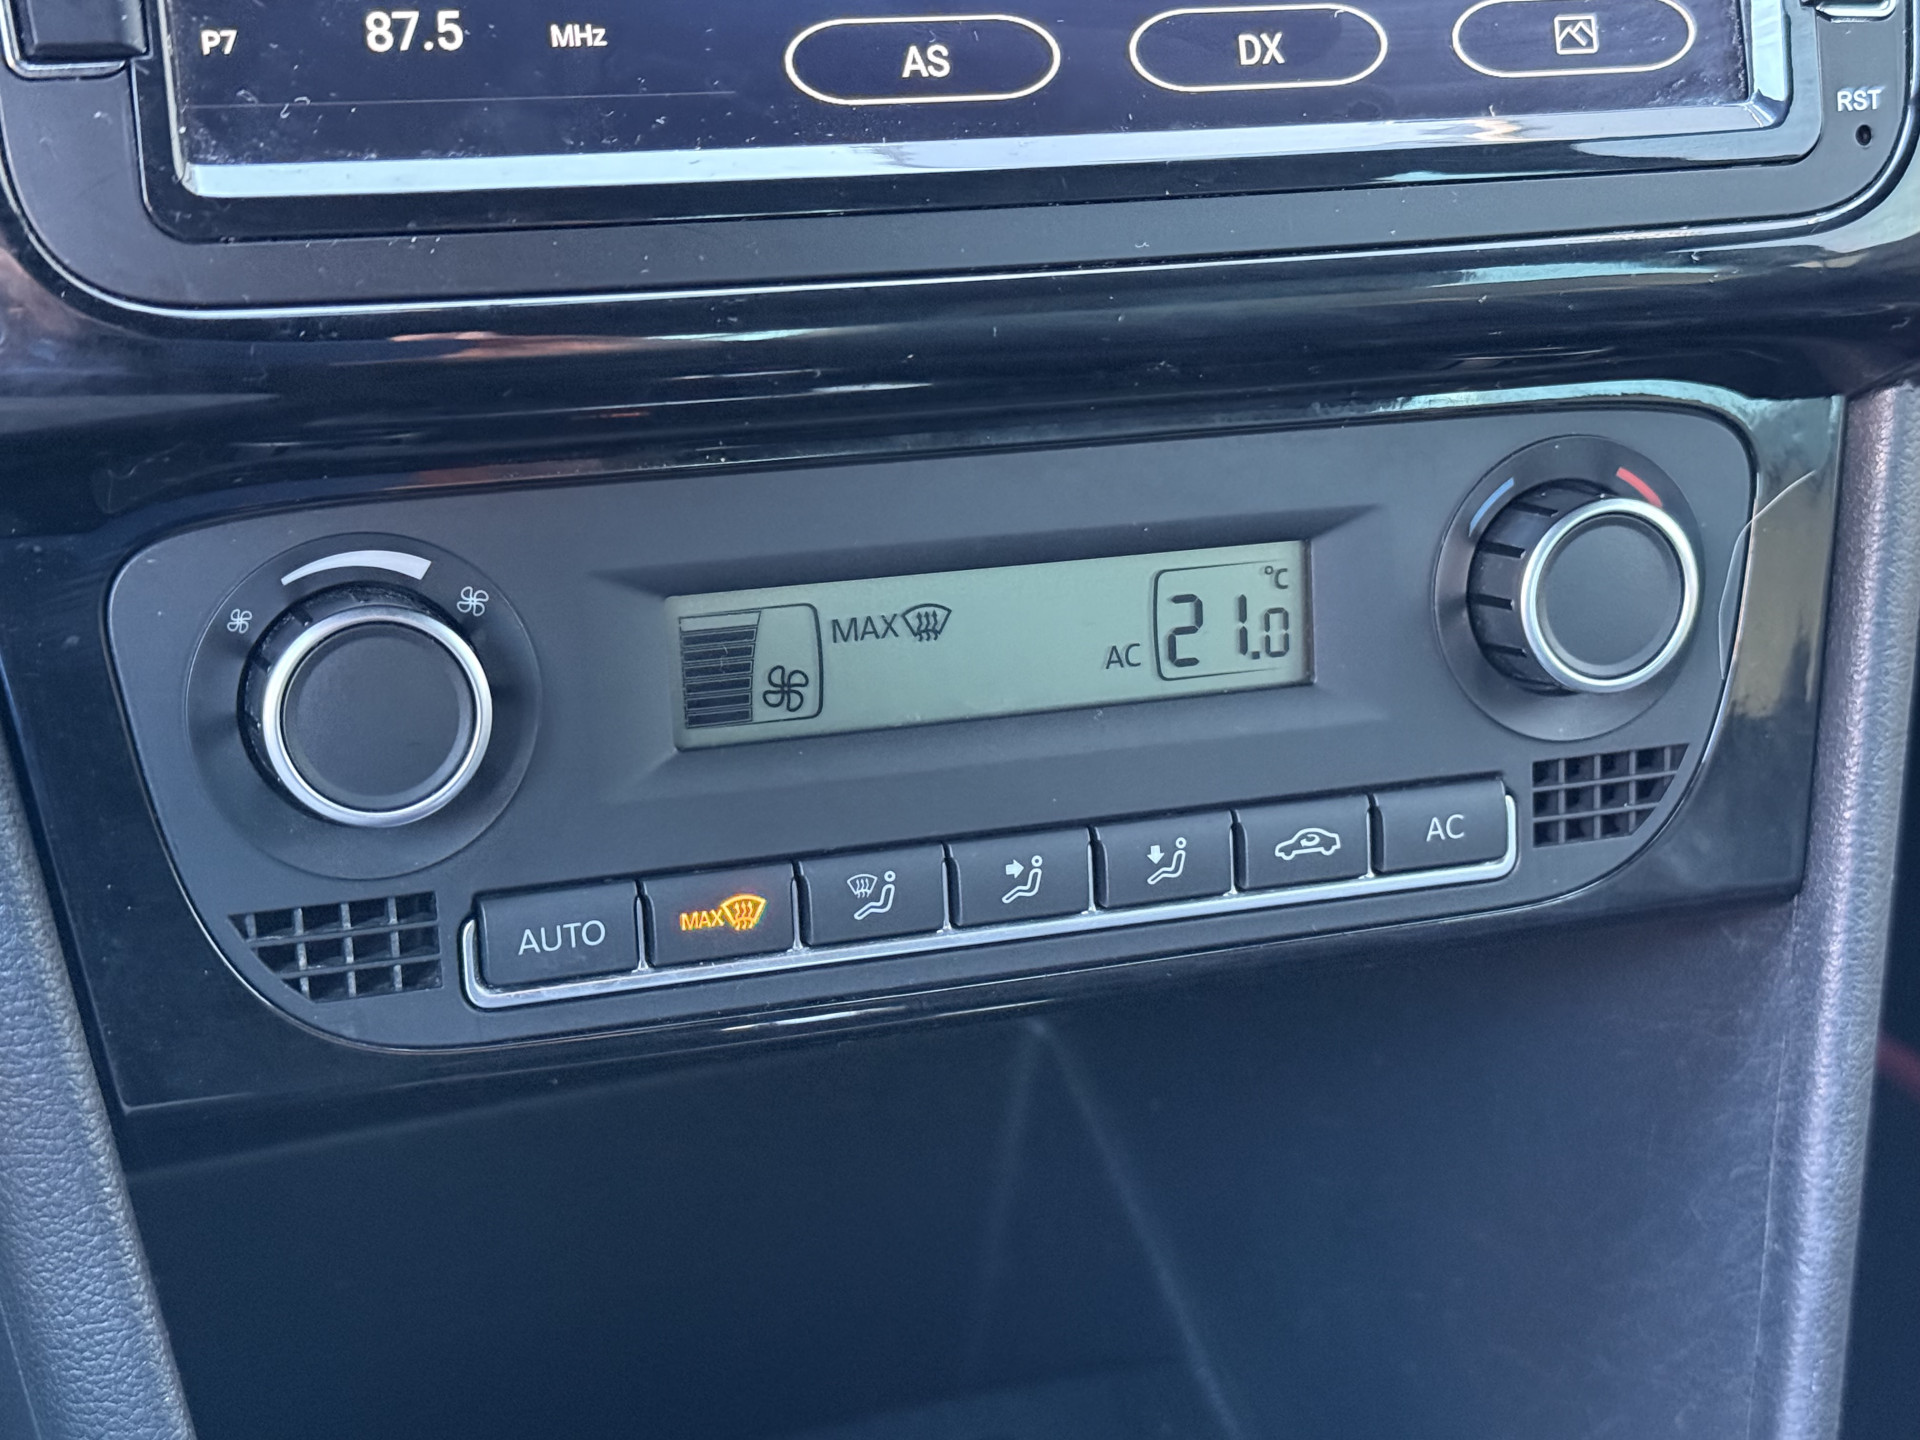 P7 87.5 MHz AS DX
RST
MAX
AC 21.0 °C
AUTO MAX AC